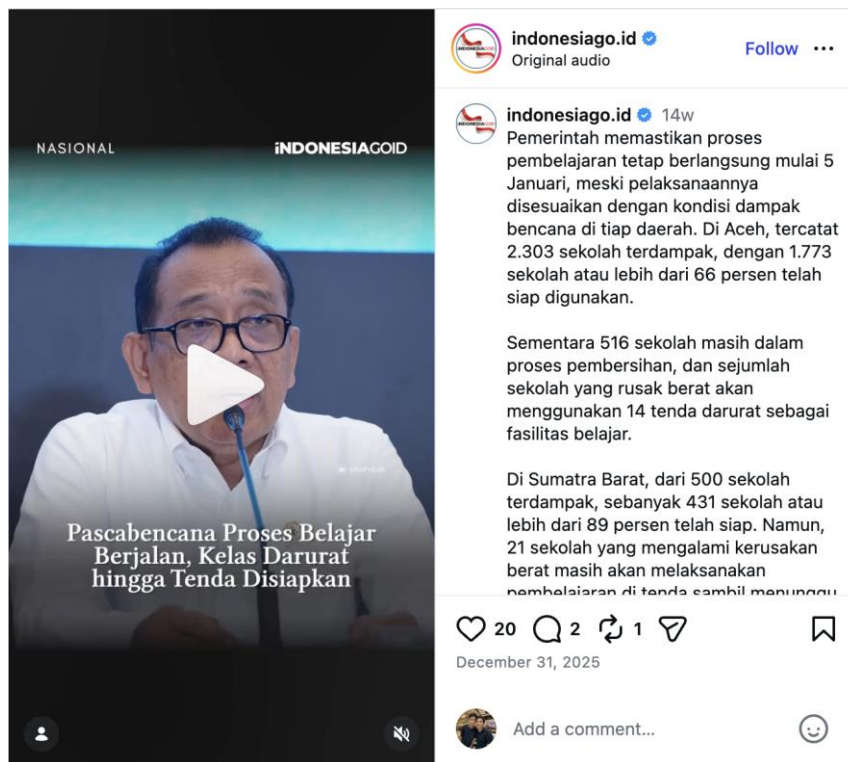 NASIONAL
INDONESIAGOID
Pascabencana Proses Belajar
Berjalan, Kelas Darurat
hingga Tenda Disiapkan
indonesiago.id
Original audio
Follow
indonesiago.id 14w
Pemerintah memastikan proses
pembelajaran tetap berlangsung mulai 5
Januari, meski pelaksanaannya
disesuaikan dengan kondisi dampak
bencana di tiap daerah. Di Aceh, tercatat
2.303 sekolah terdampak, dengan 1.773
sekolah atau lebih dari 66 persen telah
siap digunakan.
Sementara 516 sekolah masih dalam
proses pembersihan, dan sejumlah
sekolah yang rusak berat akan
menggunakan 14 tenda darurat sebagai
fasilitas belajar.
Di Sumatra Barat, dari 500 sekolah
terdampak, sebanyak 431 sekolah atau
lebih dari 89 persen telah siap. Namun,
21 sekolah yang mengalami kerusakan
berat masih akan melaksanakan
pembelajaran di tenda sambil menunggu
20 2 1
December 31, 2025
Add a comment...